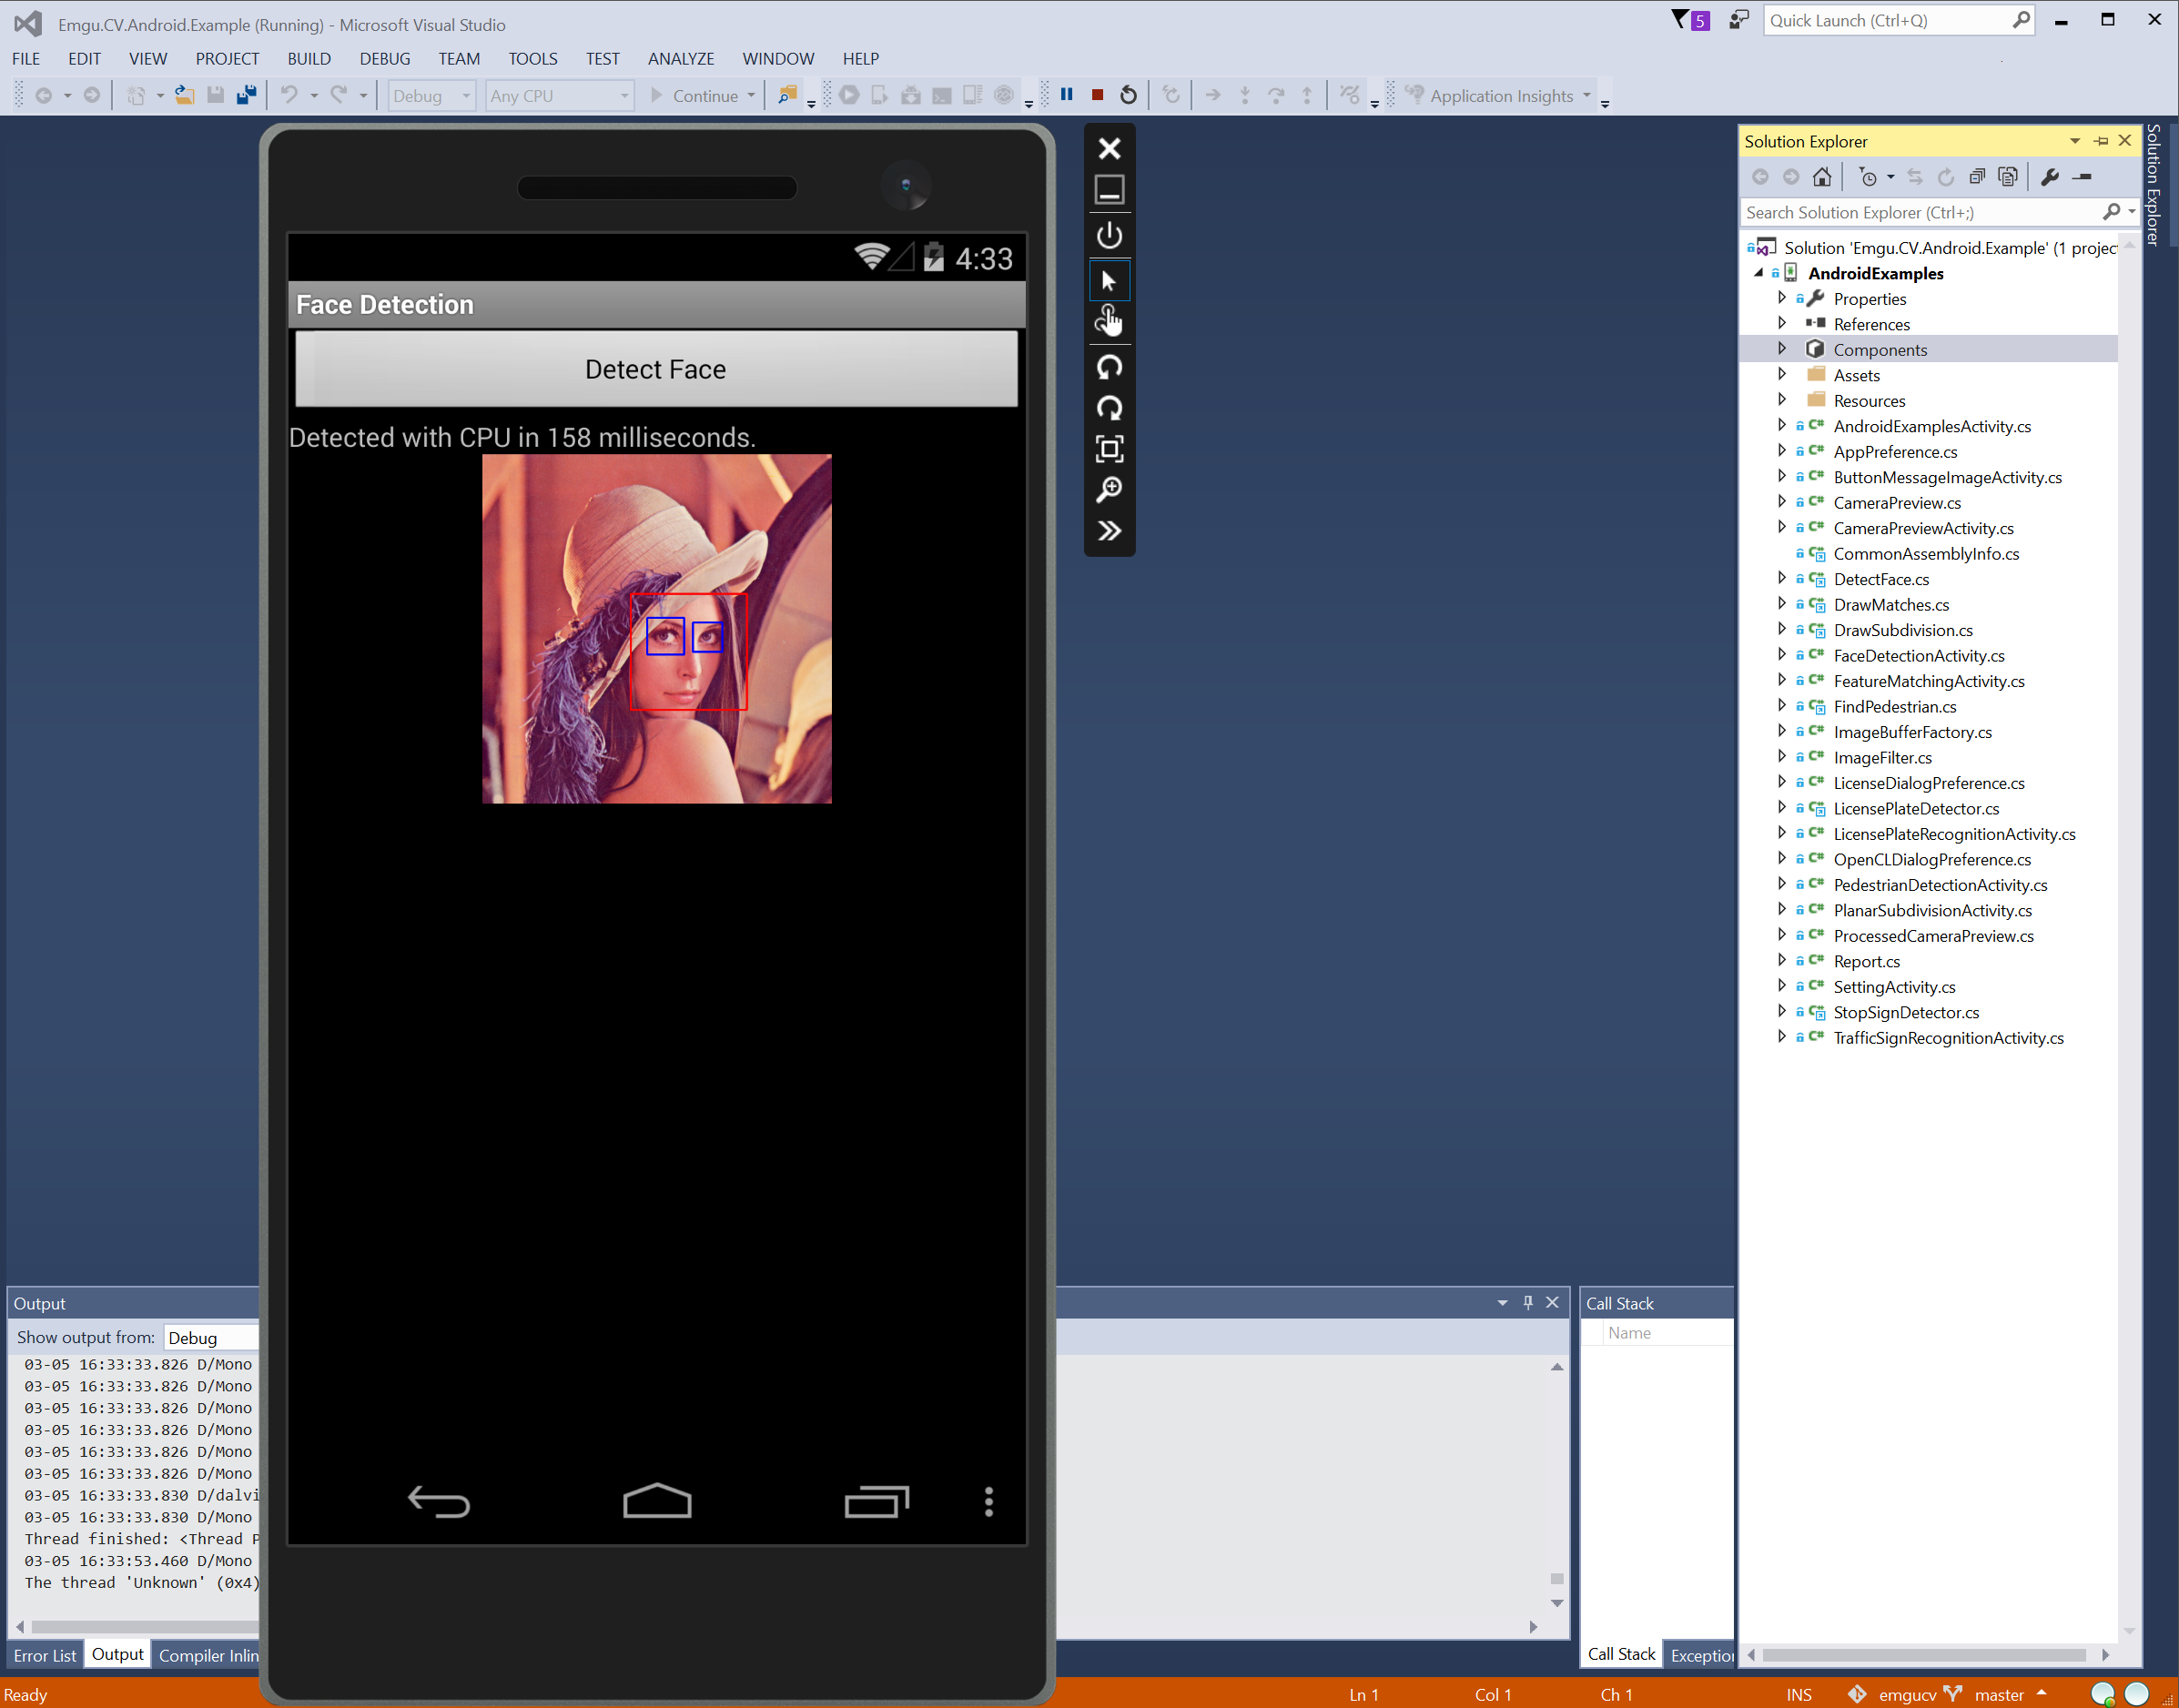 Emgu.CV.Android.Example (Running) - Microsoft Visual Studio
5
Quick Launch (Ctrl+Q)
FILE EDIT VIEW PROJECT BUILD DEBUG TEAM TOOLS TEST ANALYZE WINDOW HELP
Debug Any CPU Continue Application Insights
4:33
Face Detection
Detect Face
Detected with CPU in 158 milliseconds.
Solution Explorer
Solution Explorer
Search Solution Explorer (Ctrl+;)
Solution 'Emgu.CV.Android.Example' (1 projec
AndroidExamples
Properties
References
Components
Assets
Resources
C# AndroidExamplesActivity.cs
C# AppPreference.cs
C# ButtonMessageImageActivity.cs
C# CameraPreview.cs
C# CameraPreviewActivity.cs
C# CommonAssemblyInfo.cs
C# DetectFace.cs
C# DrawMatches.cs
C# DrawSubdivision.cs
C# FaceDetectionActivity.cs
C# FeatureMatchingActivity.cs
C# FindPedestrian.cs
C# ImageBufferFactory.cs
C# ImageFilter.cs
C# LicenseDialogPreference.cs
C# LicensePlateDetector.cs
C# LicensePlateRecognitionActivity.cs
C# OpenCLDialogPreference.cs
C# PedestrianDetectionActivity.cs
C# PlanarSubdivisionActivity.cs
C# ProcessedCameraPreview.cs
C# Report.cs
C# SettingActivity.cs
C# StopSignDetector.cs
C# TrafficSignRecognitionActivity.cs
Output
Show output from: Debug
03-05 16:33:33.826 D/Mono
03-05 16:33:33.826 D/Mono
03-05 16:33:33.826 D/Mono
03-05 16:33:33.826 D/Mono
03-05 16:33:33.826 D/Mono
03-05 16:33:33.826 D/Mono
03-05 16:33:33.830 D/dalvi
03-05 16:33:33.830 D/Mono
Thread finished: <Thread P
03-05 16:33:53.460 D/Mono
The thread 'Unknown' (0x4)
Error List Output Compiler Inlin
Call Stack
Name
Call Stack Exceptio
Ready Ln 1 Col 1 Ch 1 INS emgucv master